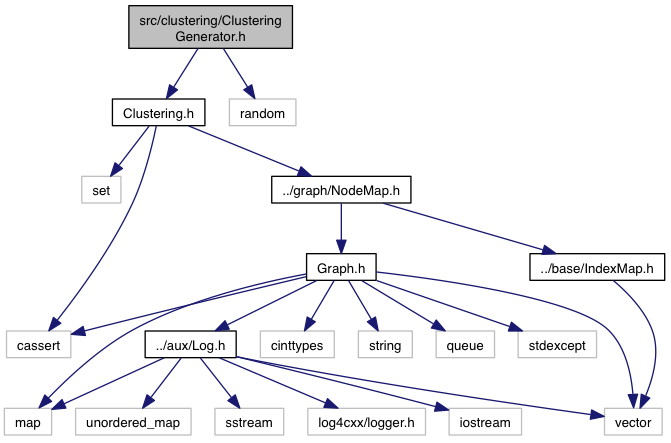 src/clustering/Clustering
Generator.h
Clustering.h
random
set
../graph/NodeMap.h
Graph.h
../base/IndexMap.h
cassert
../aux/Log.h
cinttypes
string
queue
stdexcept
map
unordered_map
sstream
log4cxx/logger.h
iostream
vector